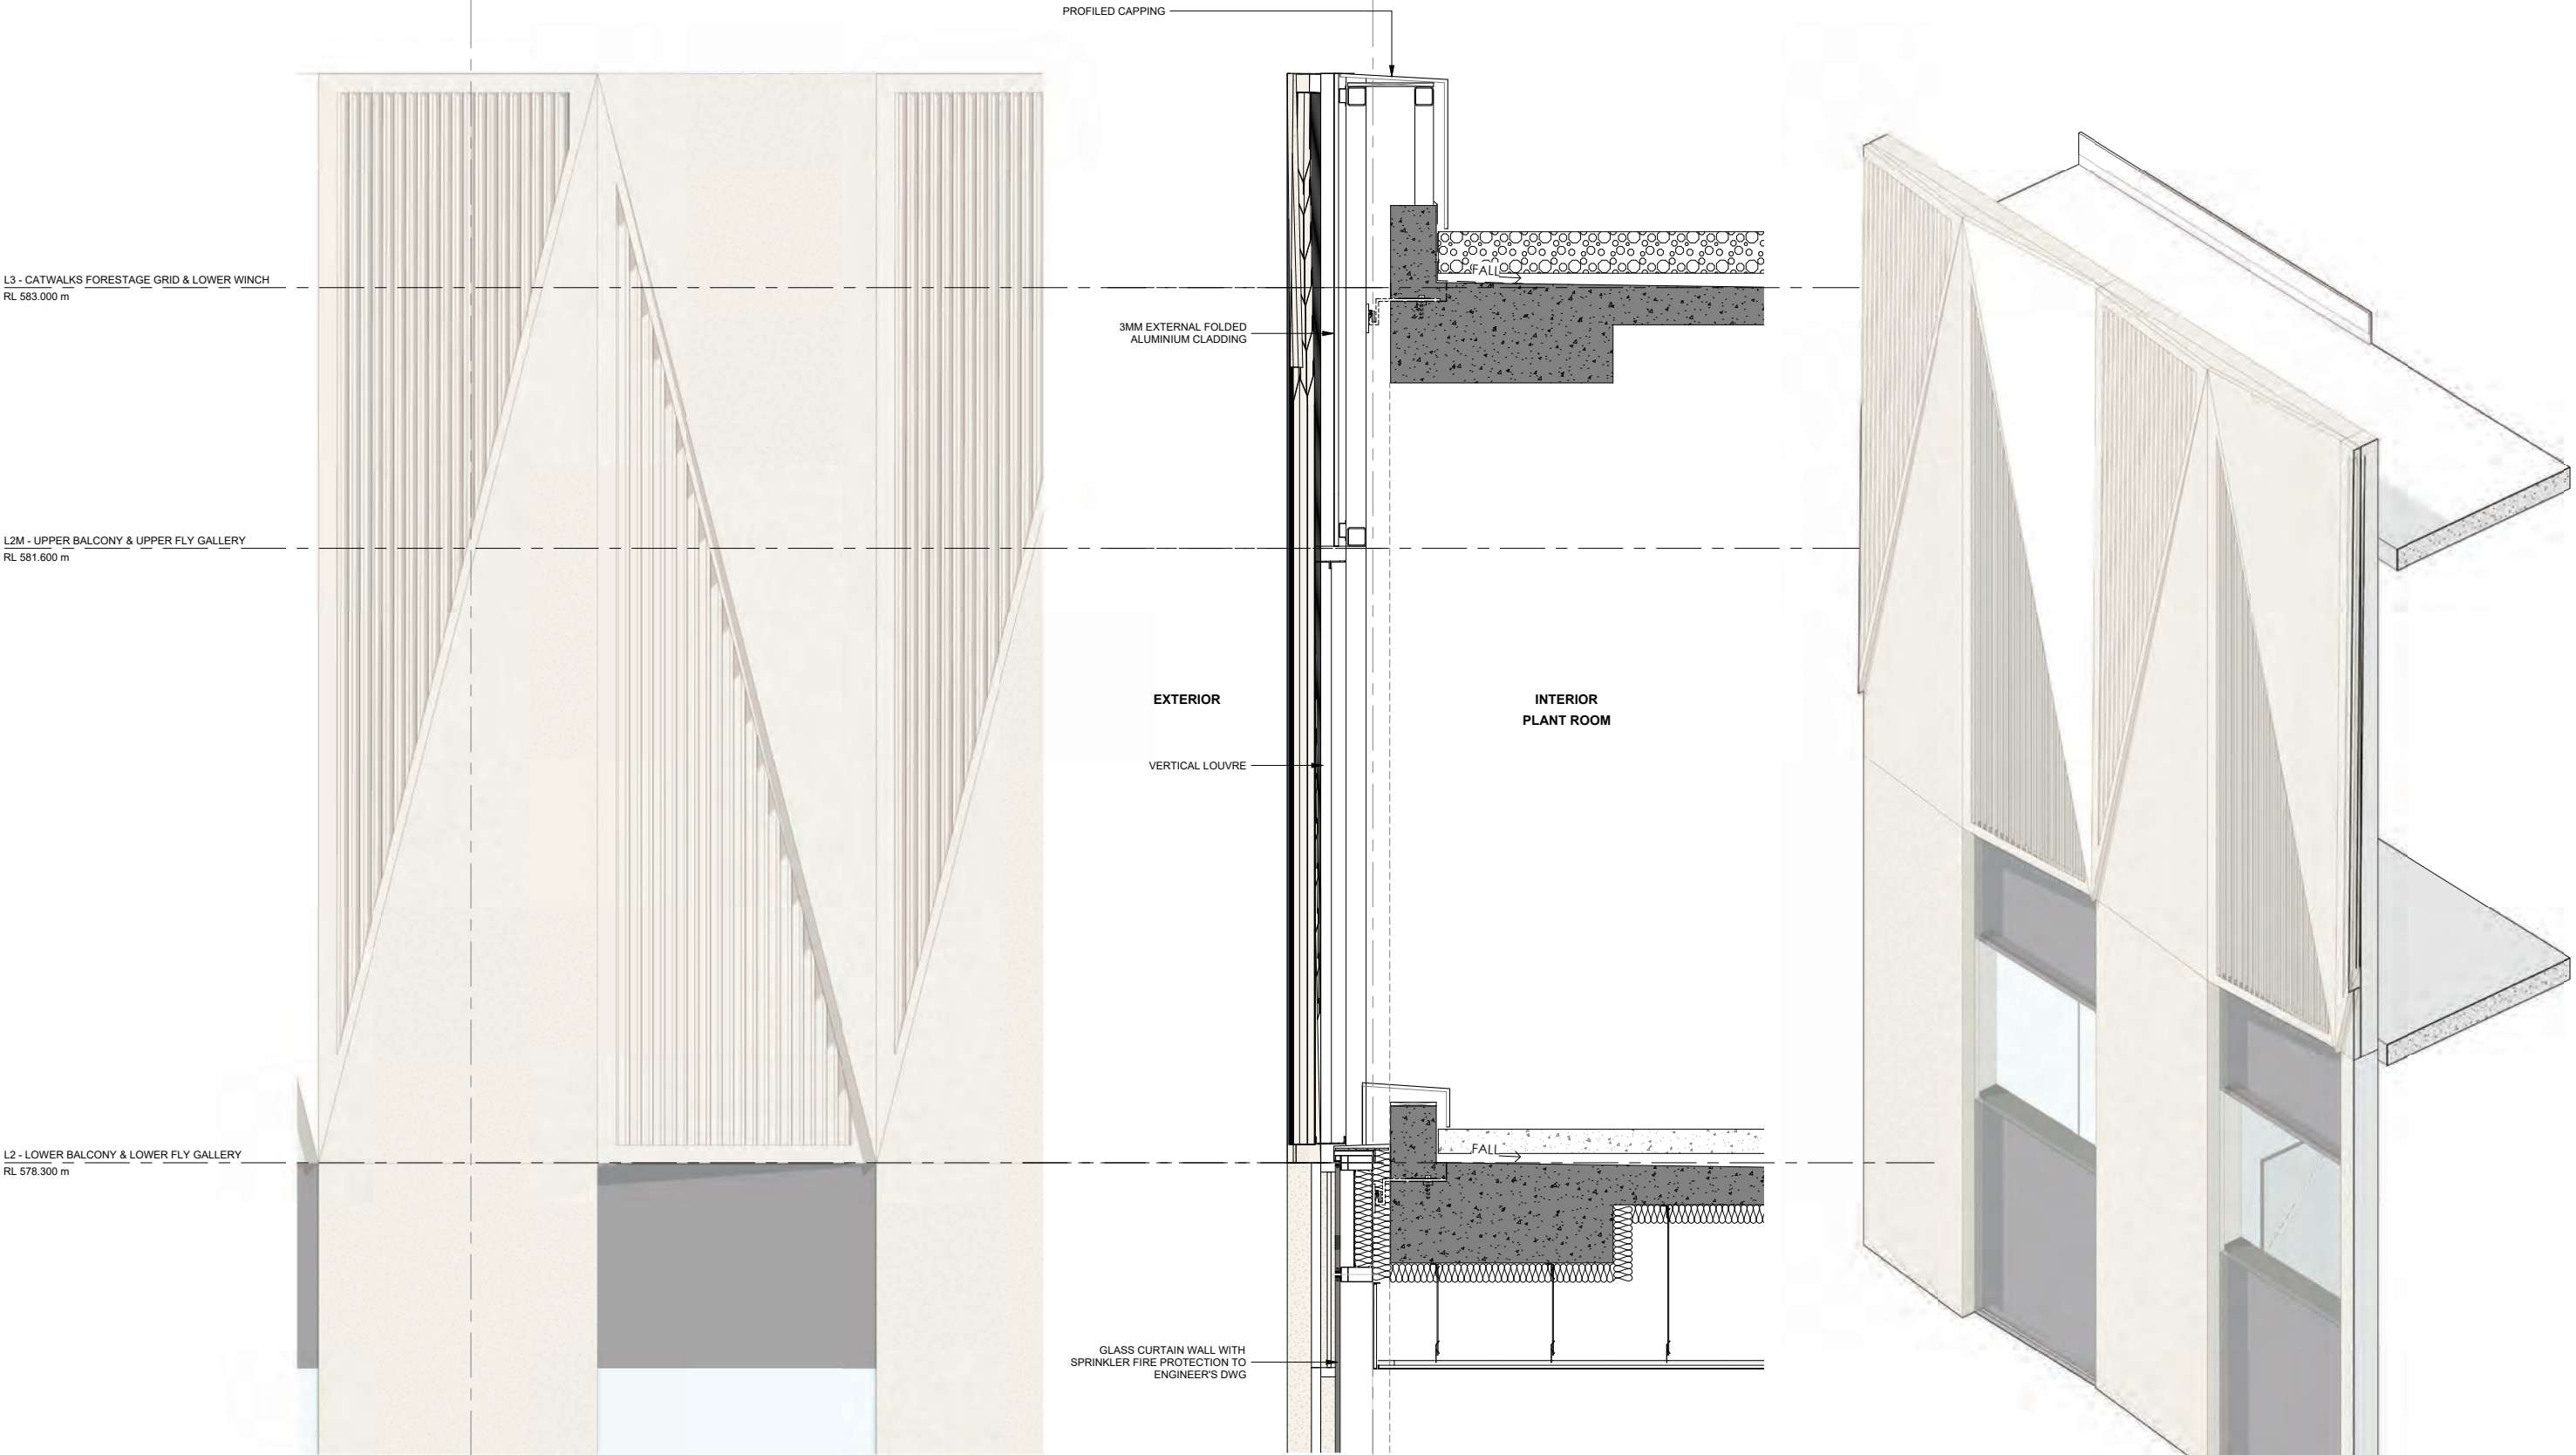 PROFILED CAPPING
L3 - CATWALKS FORESTAGE GRID & LOWER WINCH
RL 583.000 m
FALL
3MM EXTERNAL FOLDED
ALUMINIUM CLADDING
L2M - UPPER BALCONY & UPPER FLY GALLERY
RL 581.600 m
EXTERIOR
INTERIOR
PLANT ROOM
VERTICAL LOUVRE
L2 - LOWER BALCONY & LOWER FLY GALLERY
RL 578.300 m
FALL
GLASS CURTAIN WALL WITH
SPRINKLER FIRE PROTECTION TO
ENGINEER'S DWG